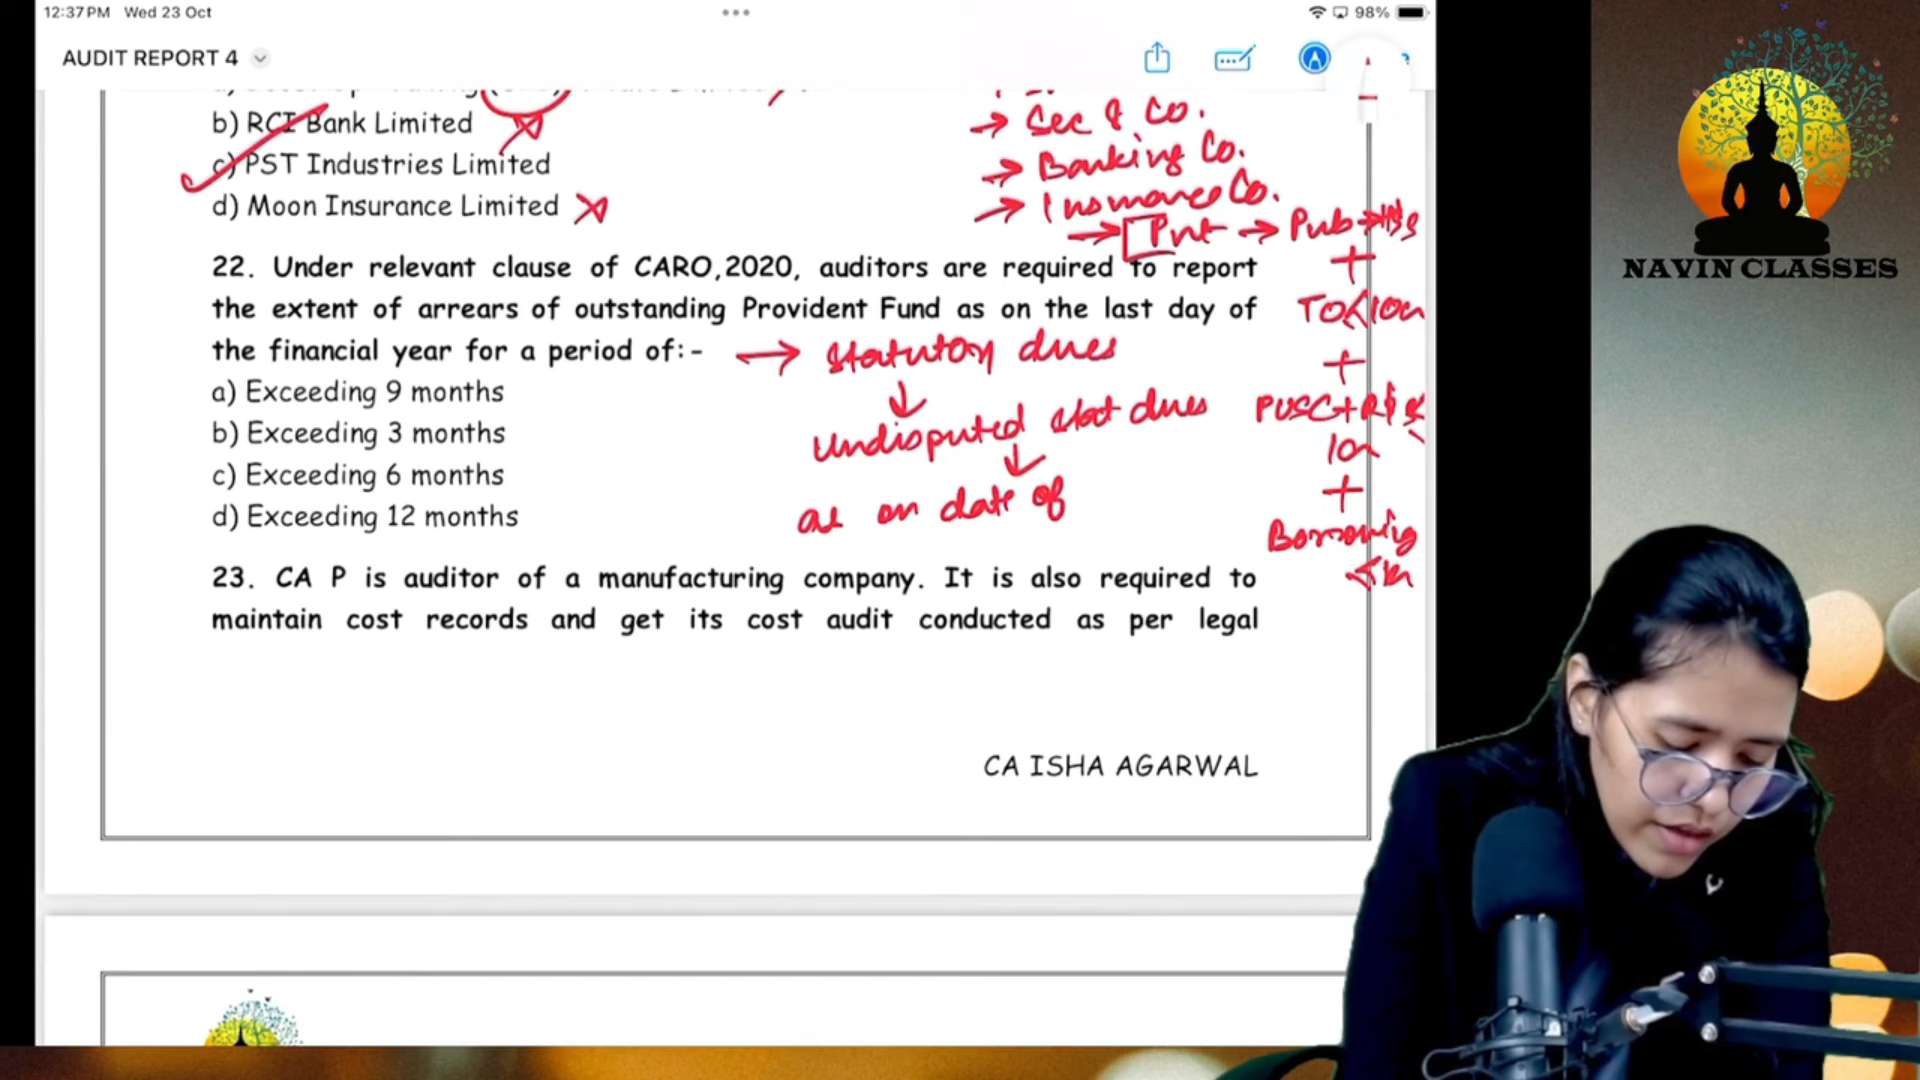 12:37 PM Wed 23 Oct
98%
AUDIT REPORT 4
b) RCI Bank Limited
c) PST Industries Limited
d) Moon Insurance Limited
→ Sec 8 Co.
→ Banking Co.
→ Insurance Co.
→ Pvt → Pub →
+
TO<10cr
+
+
Borrowing
22. Under relevant clause of CARO,2020, auditors are required to report
the extent of arrears of outstanding Provident Fund as on the last day of
the financial year for a period of:-
→ Statutory dues
↓
undisputed stat dues
↓
as on date of
a) Exceeding 9 months
b) Exceeding 3 months
c) Exceeding 6 months
d) Exceeding 12 months
23. CA P is auditor of a manufacturing company. It is also required to
maintain cost records and get its cost audit conducted as per legal
CA ISHA AGARWAL
NAVIN CLASSES